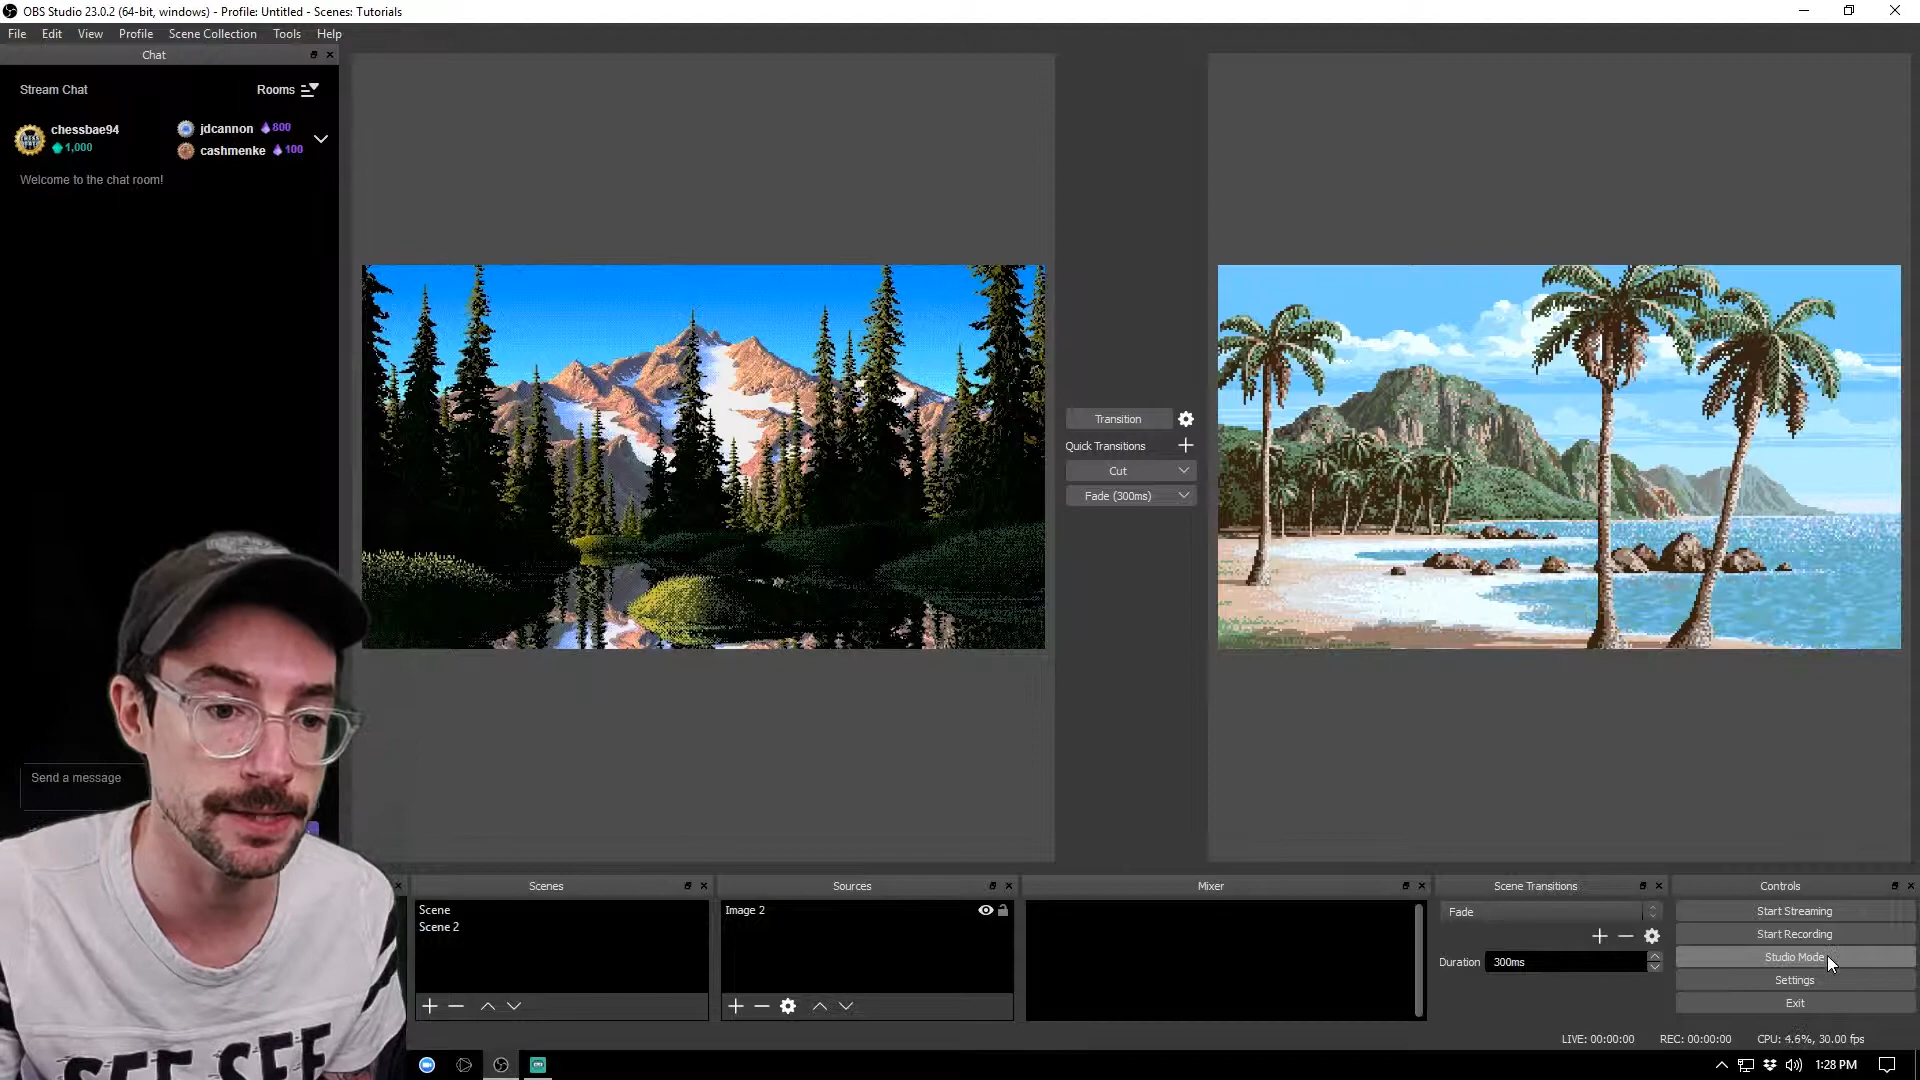 OBS Studio 23.0.2 (64-bit, windows) - Profile: Untitled - Scenes: Tutorials
File Edit View Profile Scene Collection Tools Help
Chat
Stream Chat
Rooms
chessbae94
1,000
jdcannon 800
cashmenke 100
Welcome to the chat room!
Send a message
Transition
Quick Transitions
Cut
Fade (300ms)
Scenes
Scene
Scene 2
Sources
Image 2
Mixer
Scene Transitions
Fade
Duration 300ms
Controls
Start Streaming
Start Recording
Studio Mode
Settings
Exit
LIVE: 00:00:00 REC: 00:00:00 CPU: 4.6%, 30.00 fps
1:28 PM
SEE SEE